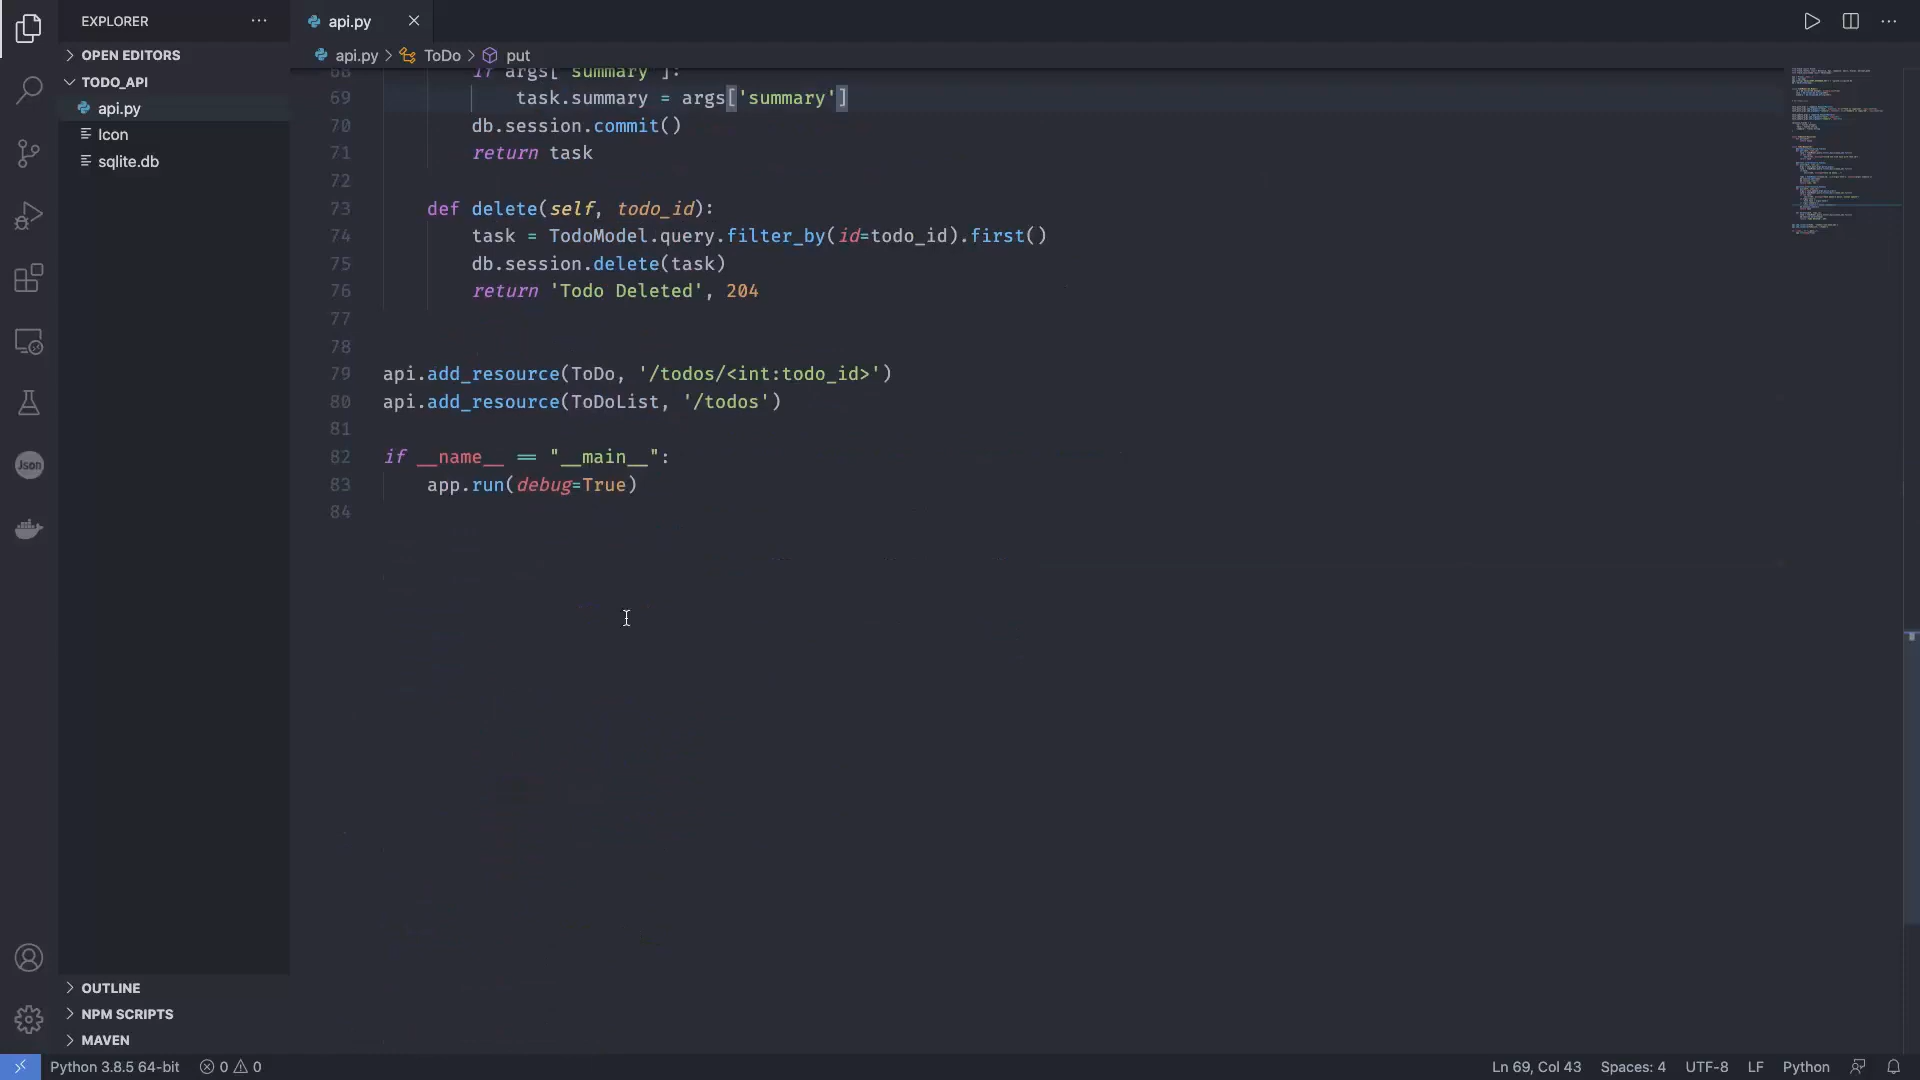 EXPLORER
OPEN EDITORS
TODO_API
api.py
Icon
sqlite.db
OUTLINE
NPM SCRIPTS
MAVEN
api.py
api.py > ToDo > put
68 if args['summary']:
69 task.summary = args['summary']
70 db.session.commit()
71 return task
72
73 def delete(self, todo_id):
74 task = TodoModel.query.filter_by(id=todo_id).first()
75 db.session.delete(task)
76 return 'Todo Deleted', 204
77
78
79 api.add_resource(ToDo, '/todos/<int:todo_id>')
80 api.add_resource(ToDoList, '/todos')
81
82 if __name__ == "__main__":
83 app.run(debug=True)
84
Json
Python 3.8.5 64-bit 0 0 Ln 69, Col 43 Spaces: 4 UTF-8 LF Python